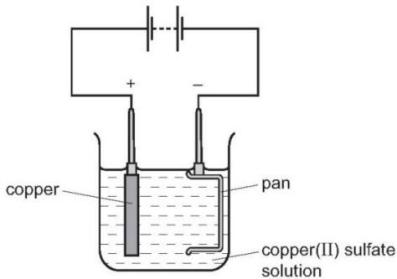 + −
copper
pan
copper(II) sulfate
solution